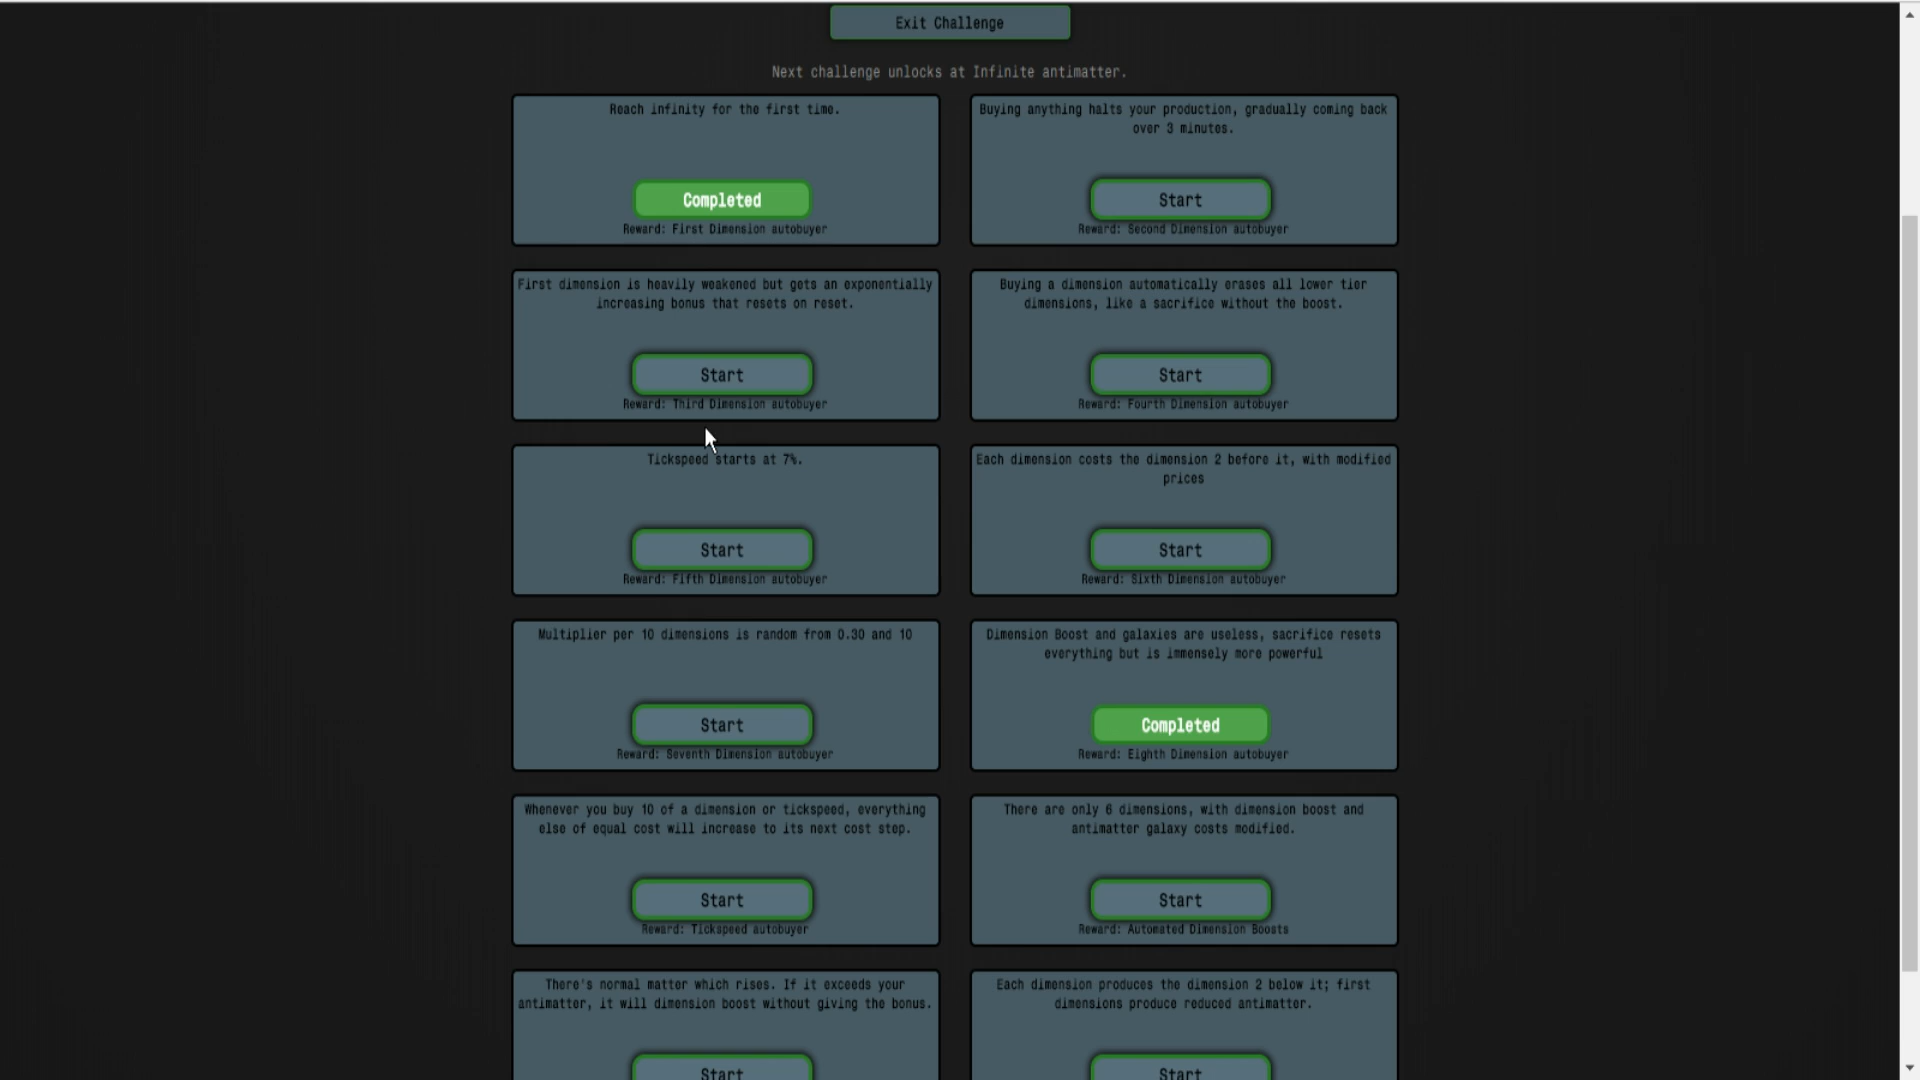 Exit Challenge
Next challenge unlocks at Infinite antimatter.
Reach infinity for the first time.
Completed
Reward: First Dimension autobuyer
Buying anything halts your production, gradually coming back
over 3 minutes.
Start
Reward: Second Dimension autobuyer
First dimension is heavily weakened but gets an exponentially
increasing bonus that resets on reset.
Start
Reward: Third Dimension autobuyer
Buying a dimension automatically erases all lower tier
dimensions, like a sacrifice without the boost.
Start
Reward: Fourth Dimension autobuyer
Tickspeed starts at 7%.
Start
Reward: Fifth Dimension autobuyer
Each dimension costs the dimension 2 before it, with modified
prices
Start
Reward: Sixth Dimension autobuyer
Multiplier per 10 dimensions is random from 0.30 and 10
Start
Reward: Seventh Dimension autobuyer
Dimension Boost and galaxies are useless, sacrifice resets
everything but is immensely more powerful
Completed
Reward: Eighth Dimension autobuyer
Whenever you buy 10 of a dimension or tickspeed, everything
else of equal cost will increase to its next cost step.
Start
Reward: Tickspeed autobuyer
There are only 6 dimensions, with dimension boost and
antimatter galaxy costs modified.
Start
Reward: Automated Dimension Boosts
There's normal matter which rises. If it exceeds your
antimatter, it will dimension boost without giving the bonus.
Start
Each dimension produces the dimension 2 below it; first
dimensions produce reduced antimatter.
Start